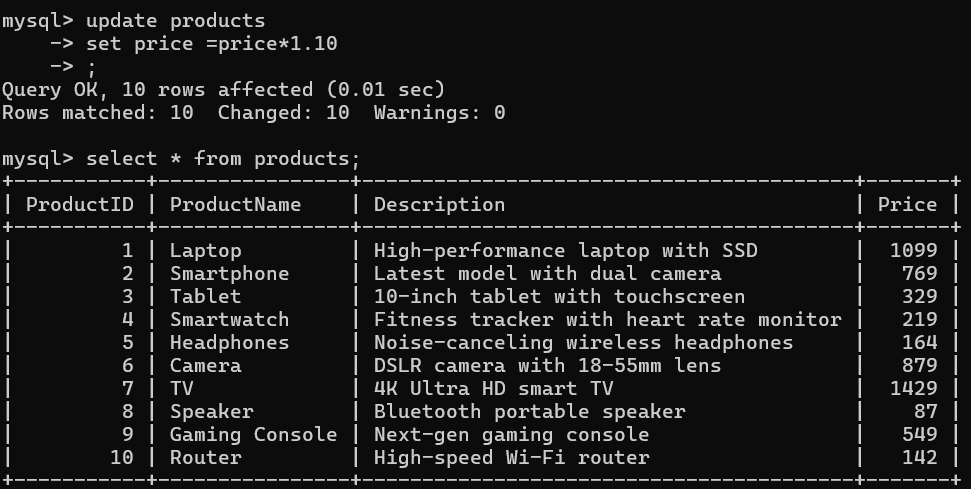 mysql> update products
    -> set price =price*1.10
    -> ;
Query OK, 10 rows affected (0.01 sec)
Rows matched: 10  Changed: 10  Warnings: 0

mysql> select * from products;
+-----------+----------------+-----------------------------------------+-------+
| ProductID | ProductName    | Description                             | Price |
+-----------+----------------+-----------------------------------------+-------+
|         1 | Laptop         | High-performance laptop with SSD        |  1099 |
|         2 | Smartphone     | Latest model with dual camera           |   769 |
|         3 | Tablet         | 10-inch tablet with touchscreen         |   329 |
|         4 | Smartwatch     | Fitness tracker with heart rate monitor |   219 |
|         5 | Headphones     | Noise-canceling wireless headphones     |   164 |
|         6 | Camera         | DSLR camera with 18-55mm lens           |   879 |
|         7 | TV             | 4K Ultra HD smart TV                    |  1429 |
|         8 | Speaker        | Bluetooth portable speaker              |    87 |
|         9 | Gaming Console | Next-gen gaming console                 |   549 |
|        10 | Router         | High-speed Wi-Fi router                 |   142 |
+-----------+----------------+-----------------------------------------+-------+